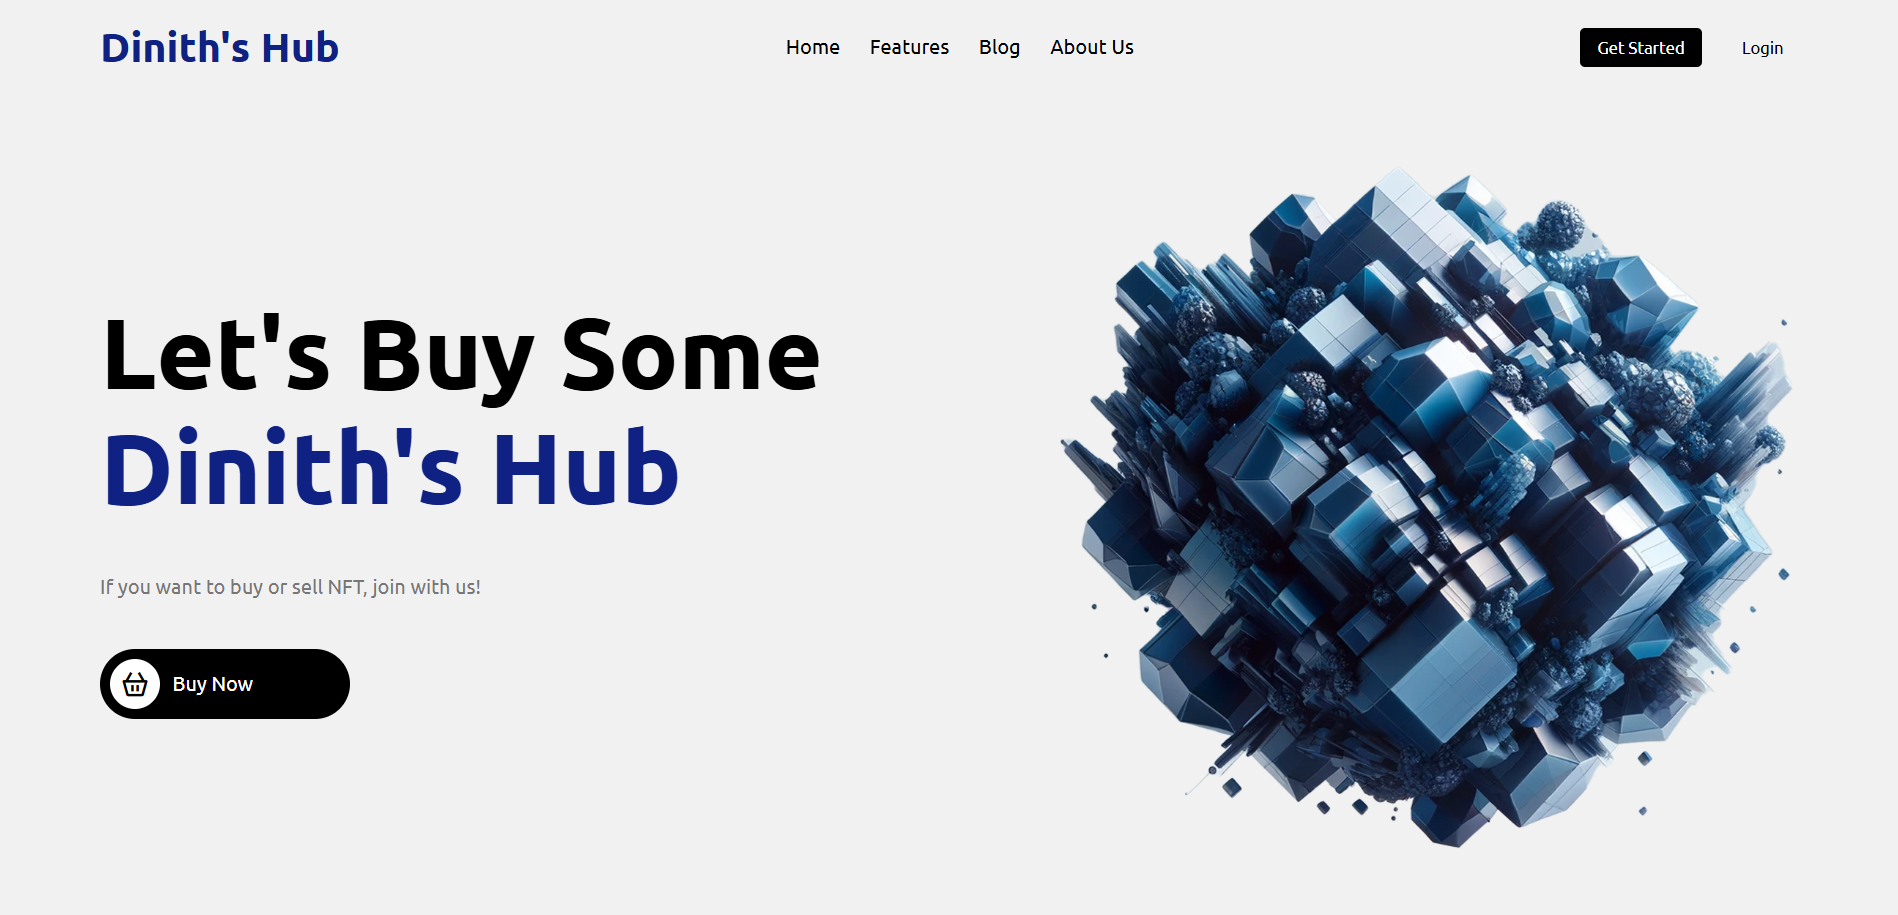 Dinith's Hub
Home
Features
Blog
About Us
Get Started
Login
Let's Buy Some
Dinith's Hub
If you want to buy or sell NFT, join with us!
Buy Now